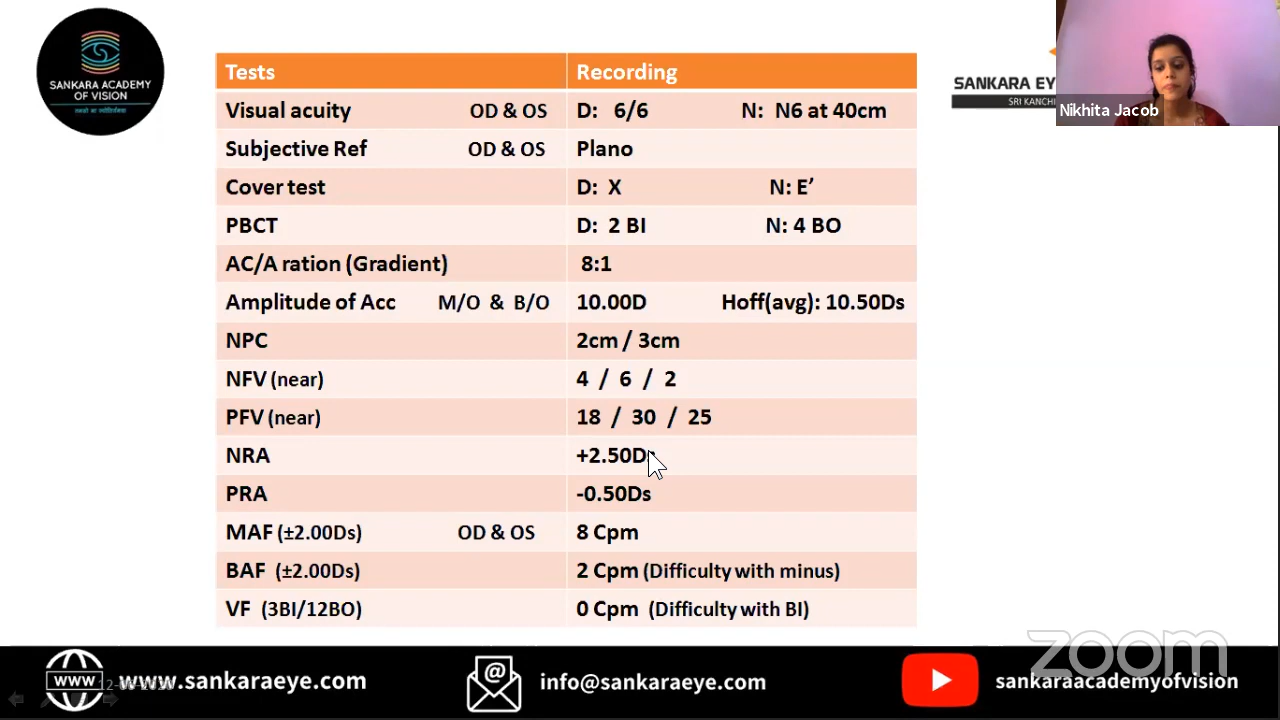 SANKARA ACADEMY
OF VISION
SANKARA EY
SRI KANCHI
Nikhita Jacob
Tests Recording
Visual acuity OD & OS D: 6/6 N: N6 at 40cm
Subjective Ref OD & OS Plano
Cover test D: X N: E’
PBCT D: 2 BI N: 4 BO
AC/A ration (Gradient) 8:1
Amplitude of Acc M/O & B/O 10.00D Hoff(avg): 10.50Ds
NPC 2cm / 3cm
NFV (near) 4 / 6 / 2
PFV (near) 18 / 30 / 25
NRA +2.50Ds
PRA -0.50Ds
MAF (±2.00Ds) OD & OS 8 Cpm
BAF (±2.00Ds) 2 Cpm (Difficulty with minus)
VF (3BI/12BO) 0 Cpm (Difficulty with BI)
zoom
WWW www.sankaraeye.com
@ info@sankaraeye.com
sankaraacademyofvision